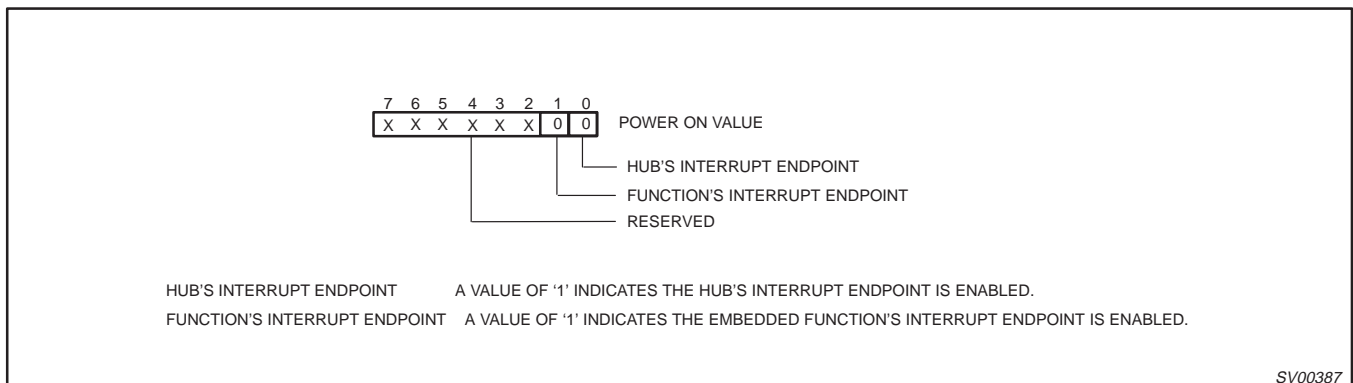 7 6 5 4 3 2 1 0
X X X X X X 0 0 POWER ON VALUE
HUB’S INTERRUPT ENDPOINT
FUNCTION’S INTERRUPT ENDPOINT
RESERVED
HUB’S INTERRUPT ENDPOINT A VALUE OF ‘1’ INDICATES THE HUB’S INTERRUPT ENDPOINT IS ENABLED.
FUNCTION’S INTERRUPT ENDPOINT A VALUE OF ‘1’ INDICATES THE EMBEDDED FUNCTION’S INTERRUPT ENDPOINT IS ENABLED.
SV00387